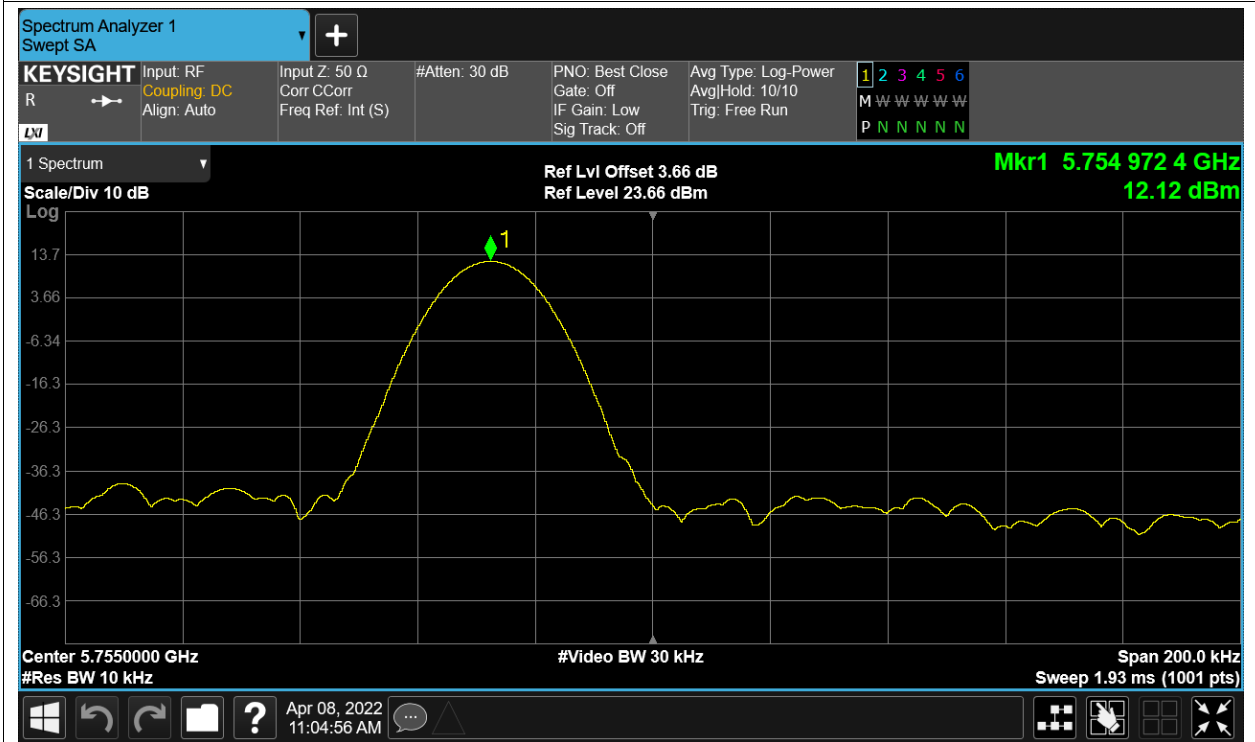 Spectrum Analyzer 1
Swept SA
+
KEYSIGHT
R
LXI
Input: RF
Coupling: DC
Align: Auto
Input Z: 50 Ω
Corr CCorr
Freq Ref: Int (S)
#Atten: 30 dB
PNO: Best Close
Gate: Off
IF Gain: Low
Sig Track: Off
Avg Type: Log-Power
Avg|Hold: 10/10
Trig: Free Run
1 2 3 4 5 6
M W W W W W
P N N N N N
1 Spectrum
Scale/Div 10 dB
Log
Ref Lvl Offset 3.66 dB
Ref Level 23.66 dBm
Mkr1 5.754 972 4 GHz
12.12 dBm
1
13.7
3.66
-6.34
-16.3
-26.3
-36.3
-46.3
-56.3
-66.3
Center 5.7550000 GHz
#Res BW 10 kHz
#Video BW 30 kHz
Span 200.0 kHz
Sweep 1.93 ms (1001 pts)
?
Apr 08, 2022
11:04:56 AM